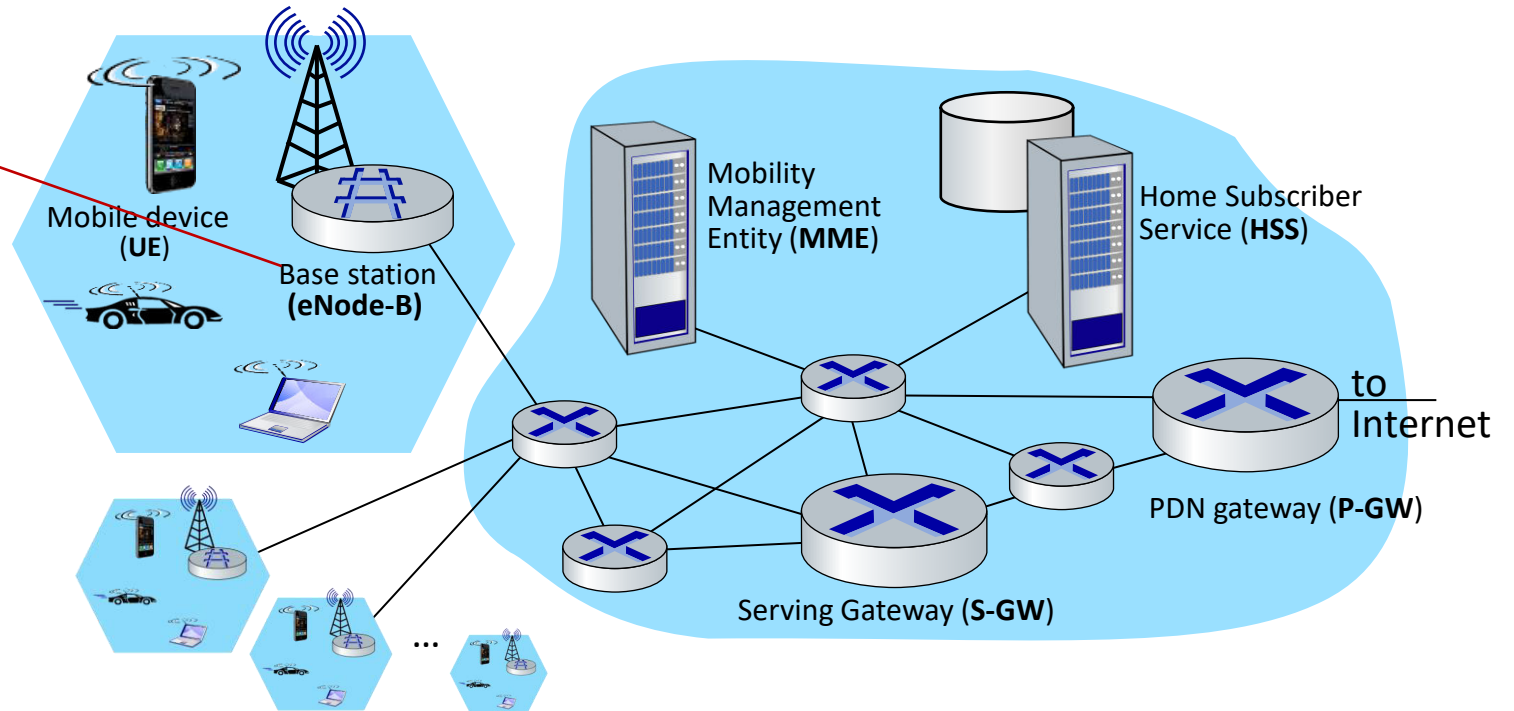 Mobile device
(UE)
Base station
(eNode-B)
Mobility
Management
Entity (MME)
Home Subscriber
Service (HSS)
to
Internet
PDN gateway (P-GW)
Serving Gateway (S-GW)
...